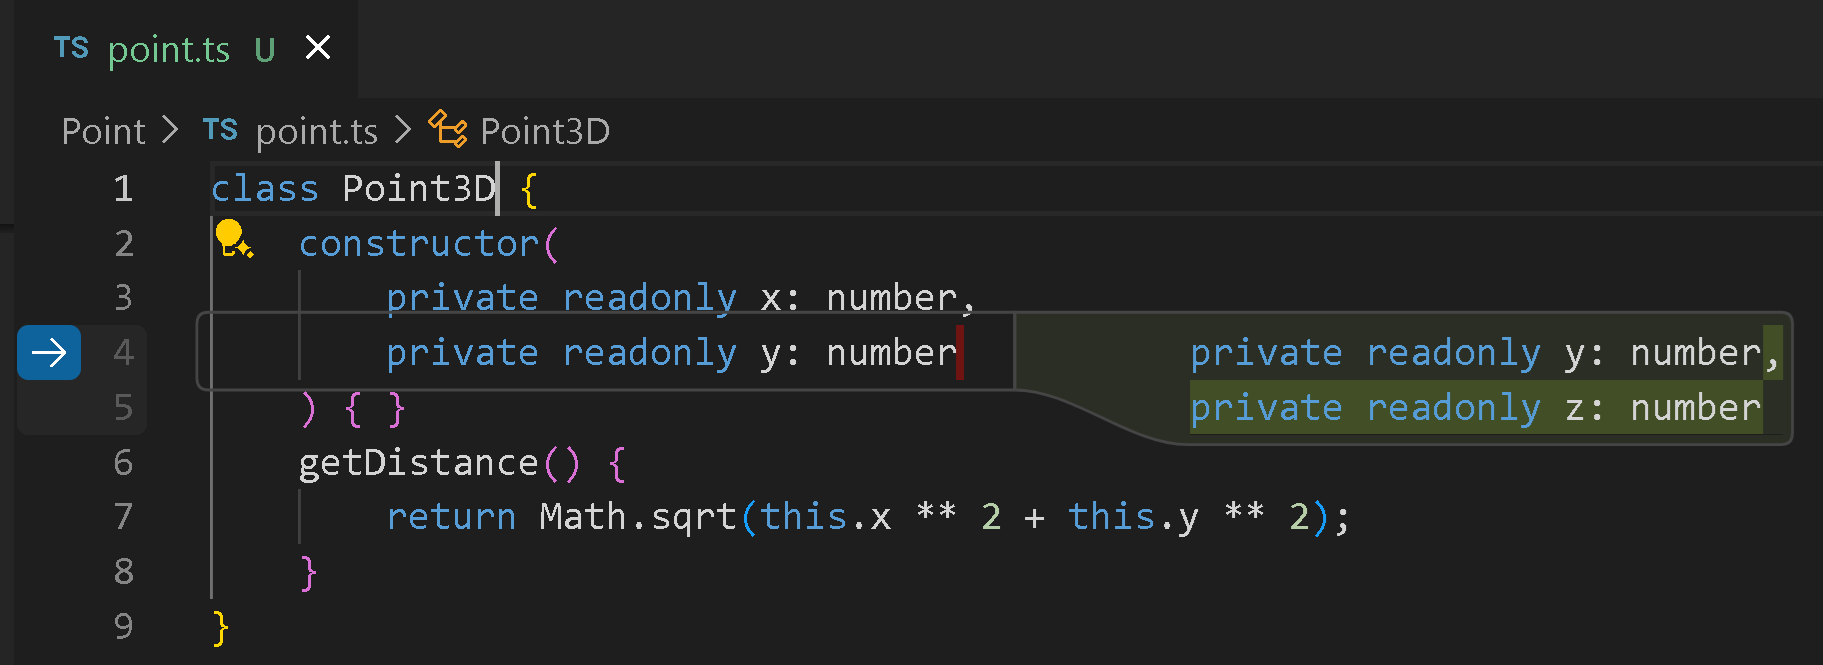 TS point.ts U
Point > TS point.ts > Point3D
1 class Point3D {
2 constructor(
3 private readonly x: number,
4 private readonly y: number private readonly y: number,
private readonly z: number
5 ) { }
6 getDistance() {
7 return Math.sqrt(this.x ** 2 + this.y ** 2);
8 }
9 }